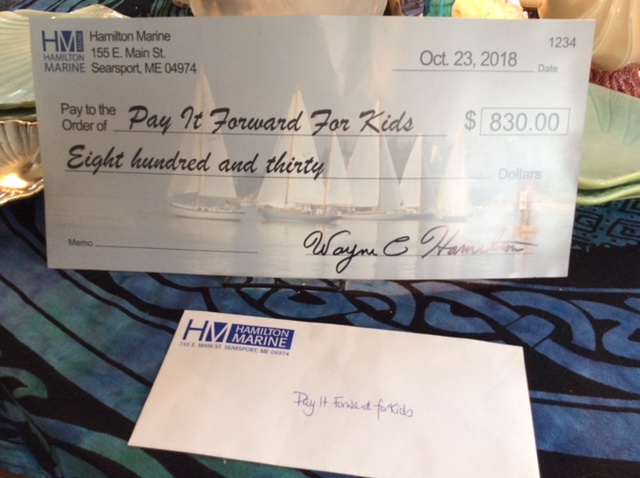 HM
HAMILTON
MARINE
Hamilton Marine
155 E. Main St.
Searsport, ME 04974
1234
Oct. 23, 2018 Date
Pay to the
Order of Pay It Forward For Kids $ 830.00
Eight hundred and thirty Dollars
Memo Wayne C Hamilton
HM HAMILTON
MARINE
155 E. MAIN ST. SEARSPORT, ME 04974
Pay It Forward for Kids